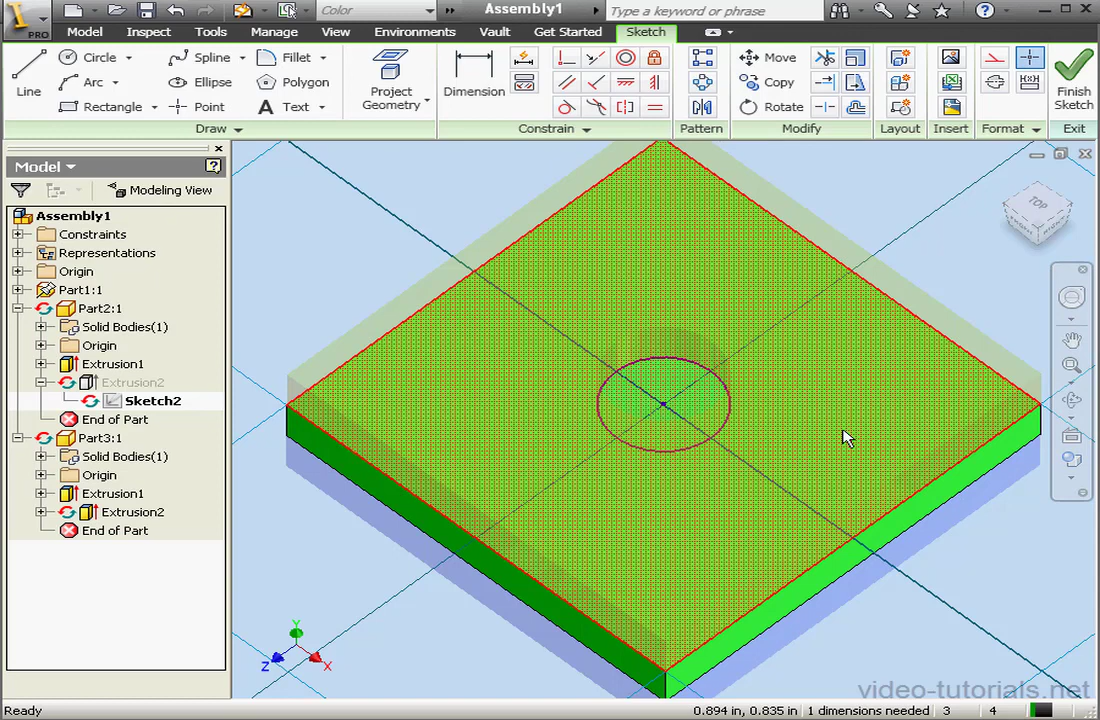 Color
Assembly1
Type a keyword or phrase
PRO
Model
Inspect
Tools
Manage
View
Environments
Vault
Get Started
Sketch
Line
Circle
Arc
Rectangle
Spline
Ellipse
Point
Fillet
Polygon
A Text
Project
Geometry
Dimension
Move
Copy
Rotate
Finish
Sketch
Draw
Constrain
Pattern
Modify
Layout
Insert
Format
Exit
Model
Modeling View
Assembly1
Constraints
Representations
Origin
Part1:1
Part2:1
Solid Bodies(1)
Origin
Extrusion1
Extrusion2
Sketch2
End of Part
Part3:1
Solid Bodies(1)
Origin
Extrusion1
Extrusion2
End of Part
TOP
Y
Z
X
video-tutorials.net
Ready
0.894 in, 0.835 in
1 dimensions needed
3
4